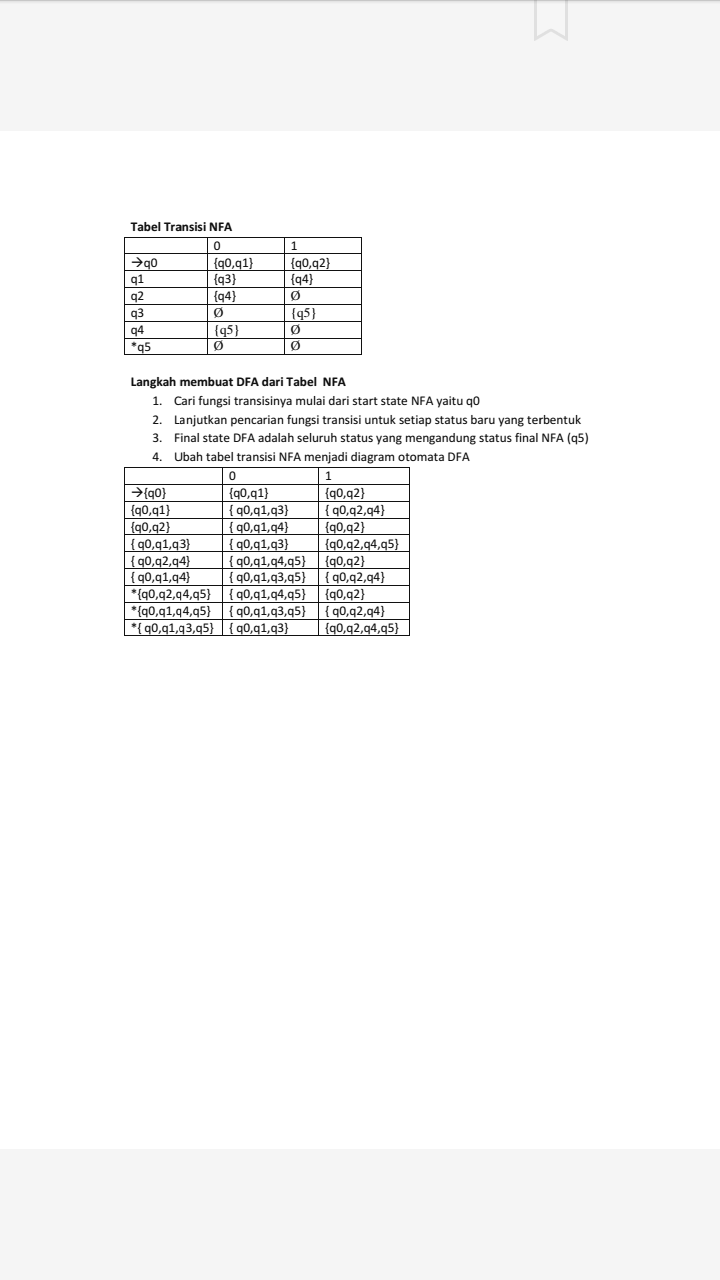 Tabel Transisi NFA
0 1
→q0 {q0,q1} {q0,q2}
q1 {q3} {q4}
q2 {q4} Ø
q3 Ø {q5}
q4 {q5} Ø
*q5 Ø Ø
Langkah membuat DFA dari Tabel NFA
1. Cari fungsi transisinya mulai dari start state NFA yaitu q0
2. Lanjutkan pencarian fungsi transisi untuk setiap status baru yang terbentuk
3. Final state DFA adalah seluruh status yang mengandung status final NFA (q5)
4. Ubah tabel transisi NFA menjadi diagram otomata DFA
0 1
→{q0} {q0,q1} {q0,q2}
{q0,q1} { q0,q1,q3} { q0,q2,q4}
{q0,q2} { q0,q1,q4} {q0,q2}
{ q0,q1,q3} { q0,q1,q3} {q0,q2,q4,q5}
{ q0,q2,q4} { q0,q1,q4,q5} {q0,q2}
{ q0,q1,q4} { q0,q1,q3,q5} { q0,q2,q4}
*{q0,q2,q4,q5} { q0,q1,q4,q5} {q0,q2}
*{q0,q1,q4,q5} { q0,q1,q3,q5} { q0,q2,q4}
*{ q0,q1,q3,q5} { q0,q1,q3} {q0,q2,q4,q5}